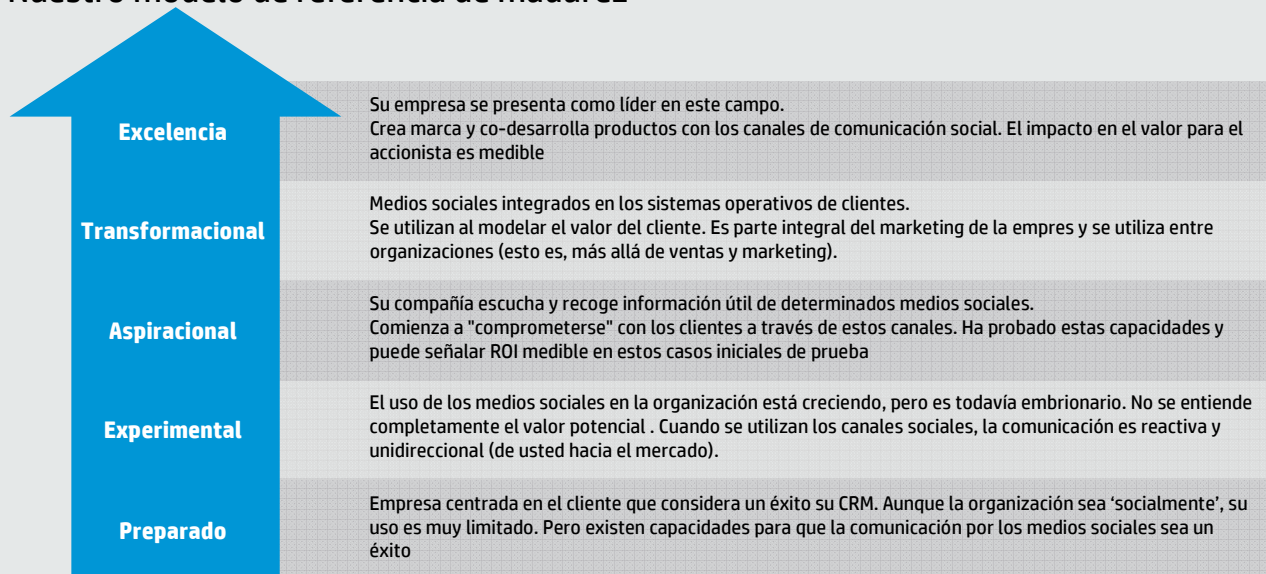 Nuestro modelo de referencia de madurez
Excelencia
Su empresa se presenta como líder en este campo.
Crea marca y co-desarrolla productos con los canales de comunicación social. El impacto en el valor para el
accionista es medible
Transformacional
Medios sociales integrados en los sistemas operativos de clientes.
Se utilizan al modelar el valor del cliente. Es parte integral del marketing de la empres y se utiliza entre
organizaciones (esto es, más allá de ventas y marketing).
Aspiracional
Su compañía escucha y recoge información útil de determinados medios sociales.
Comienza a "comprometerse" con los clientes a través de estos canales. Ha probado estas capacidades y
puede señalar ROI medible en estos casos iniciales de prueba
Experimental
El uso de los medios sociales en la organización está creciendo, pero es todavía embrionario. No se entiende
completamente el valor potencial . Cuando se utilizan los canales sociales, la comunicación es reactiva y
unidireccional (de usted hacia el mercado).
Preparado
Empresa centrada en el cliente que considera un éxito su CRM. Aunque la organización sea ‘socialmente’, su
uso es muy limitado. Pero existen capacidades para que la comunicación por los medios sociales sea un
éxito